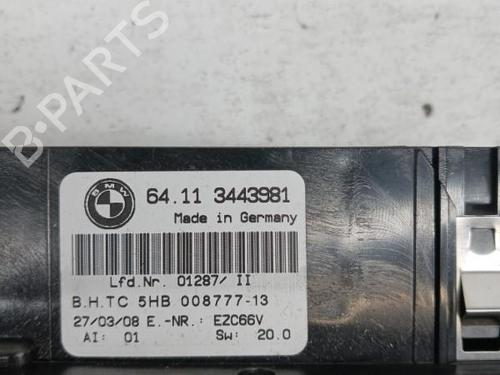 BMW
64.11 3443981
Made in Germany
Lfd.Nr. 01287/ II
B.H.TC 5HB 008777-13
27/03/08 E.-NR.: EZC66V
AI: 01 SW: 20.0